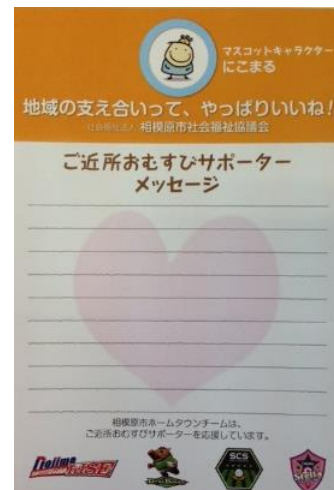 マスコットキャラクター
にこまる
地域の支え合いって、やっぱりいいね!
社会福祉法人 相模原市社会福祉協議会
ご近所おむすびサポーター
メッセージ
相模原市ホームタウンチームは、
ご近所おむすびサポーターを応援しています。
Nojima RISE
SCS